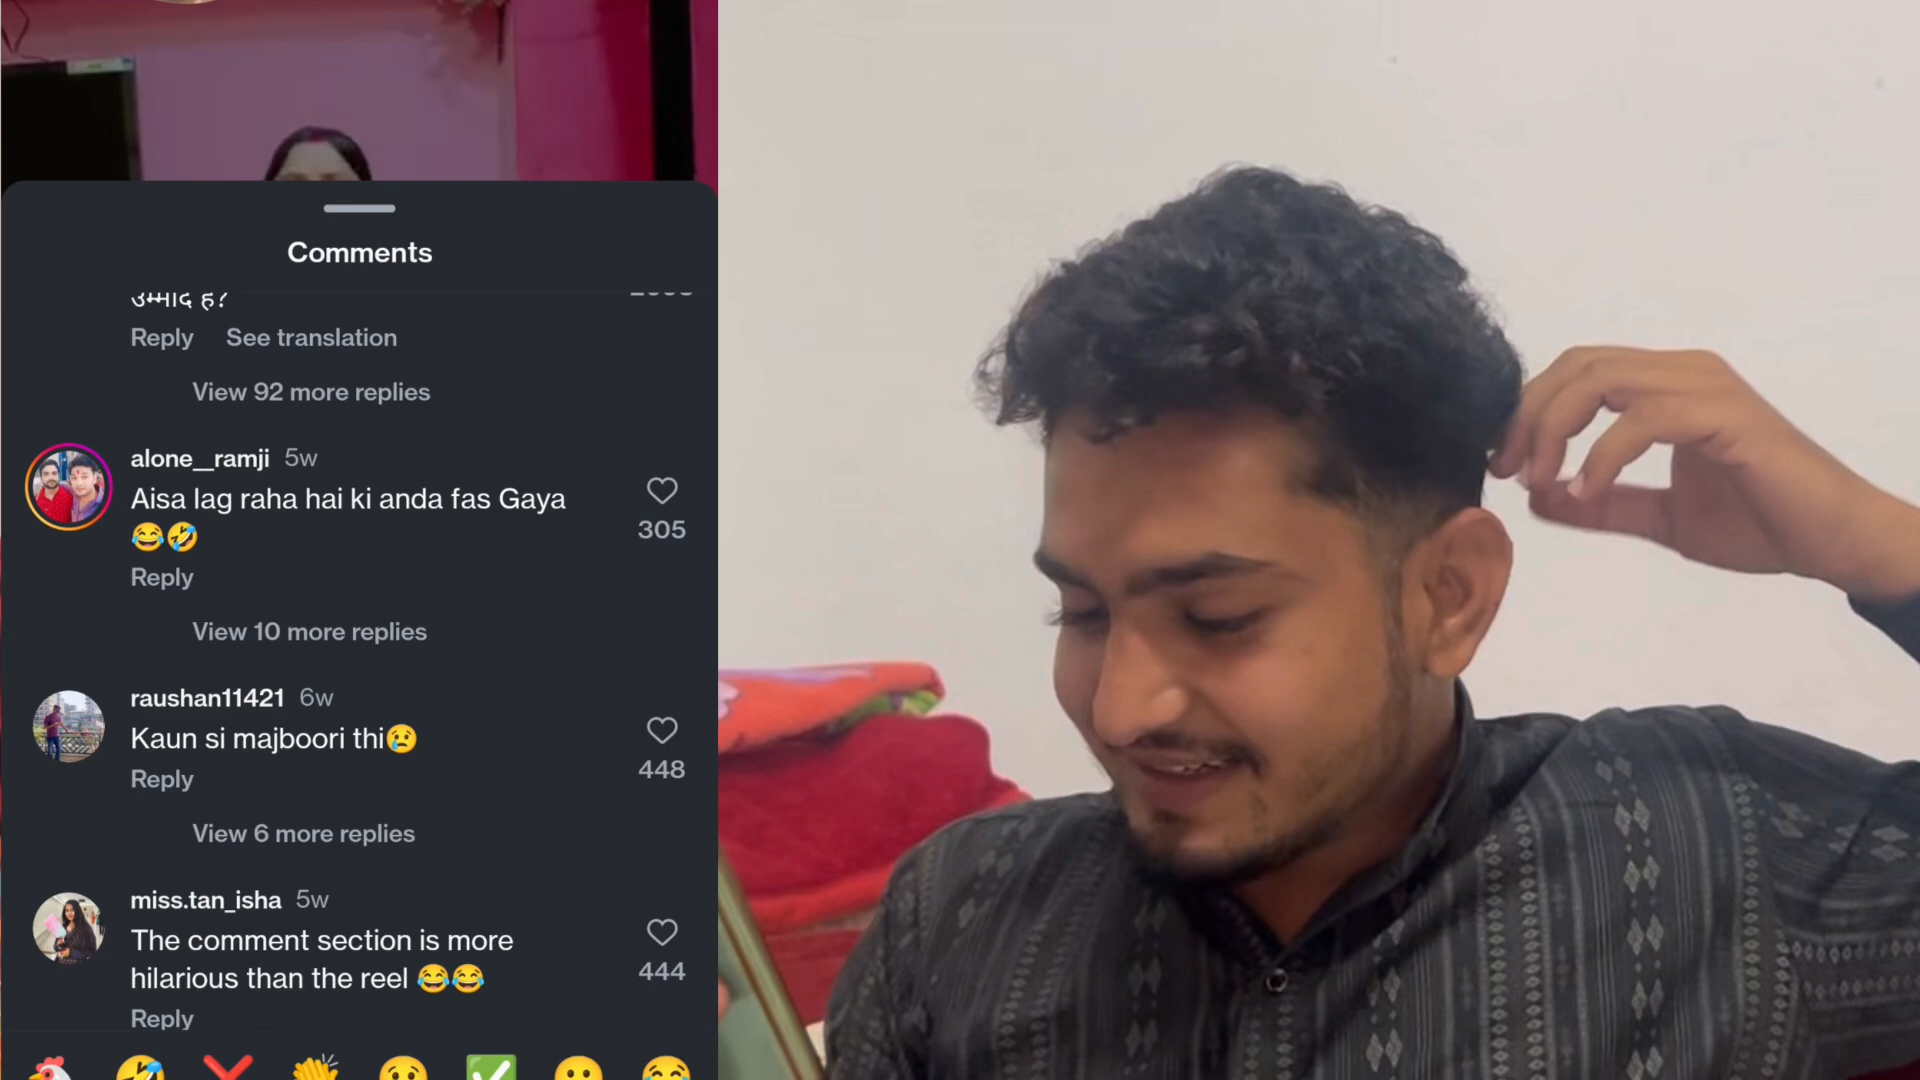 Comments
उम्मीद है?
Reply See translation
View 92 more replies
alone__ramji 5w
Aisa lag raha hai ki anda fas Gaya
😂🤣
305
Reply
View 10 more replies
raushan11421 6w
Kaun si majboori thi😢
448
Reply
View 6 more replies
miss.tan_isha 5w
The comment section is more
hilarious than the reel 😂😂
444
Reply